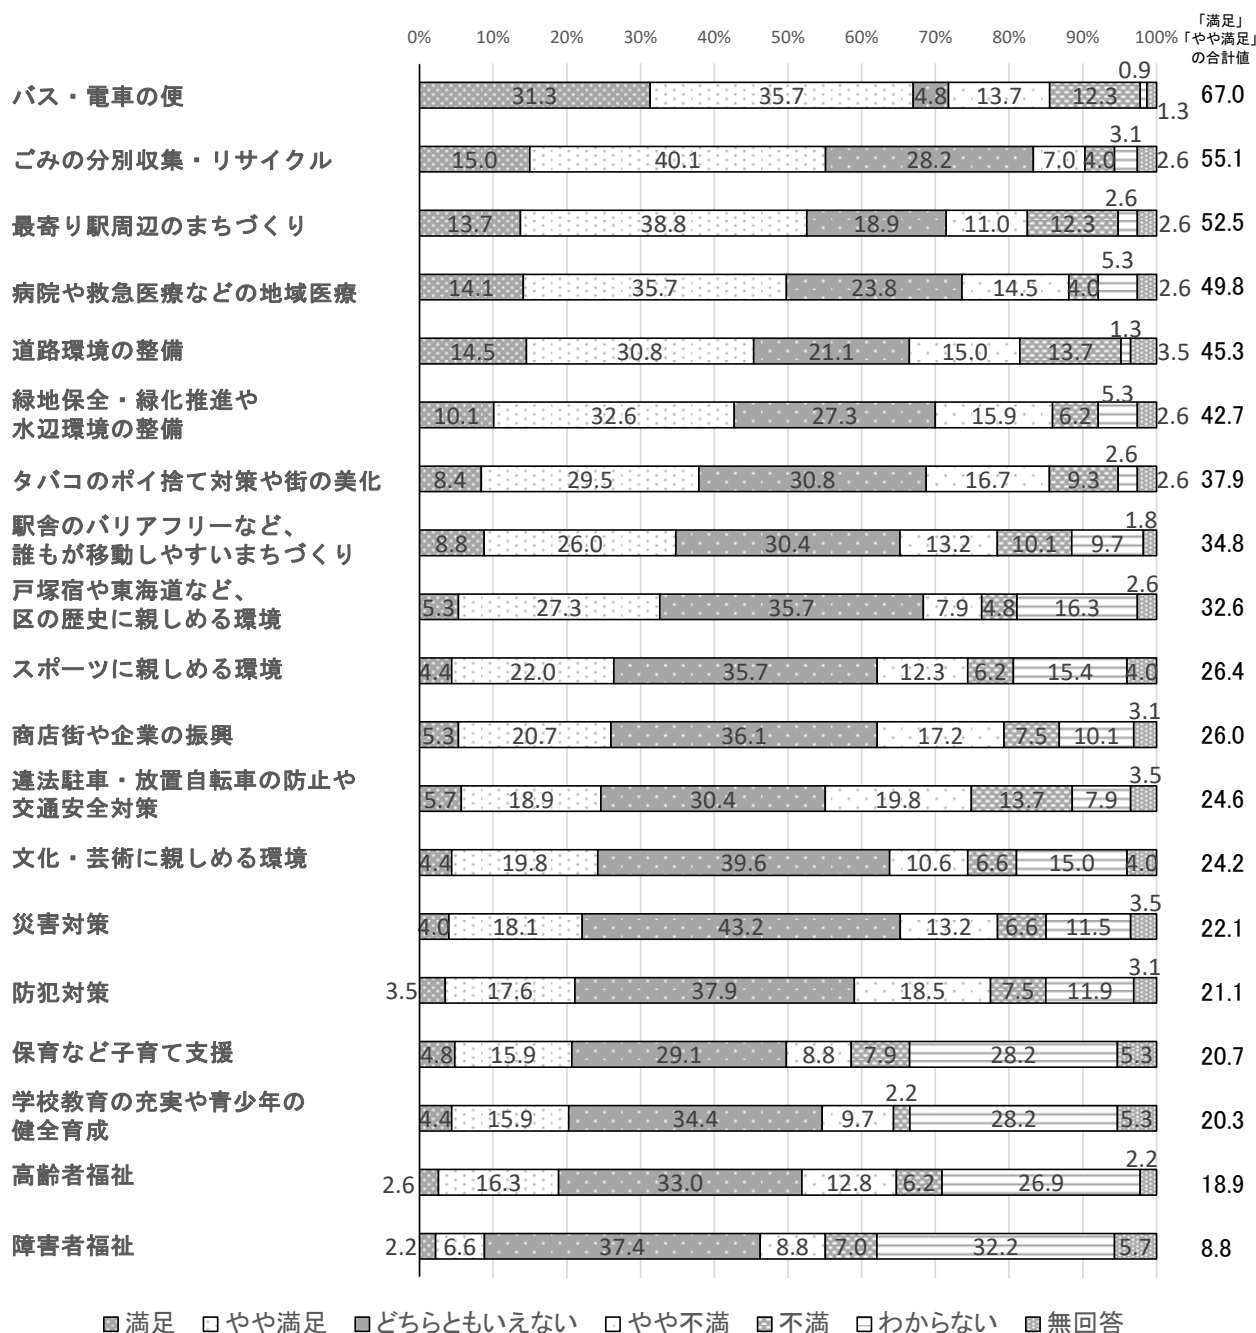 「満足」
「やや満足」
の合計値
0% 10% 20% 30% 40% 50% 60% 70% 80% 90% 100%
バス・電車の便 31.3 35.7 4.8 13.7 12.3 0.9 1.3 67.0
ごみの分別収集・リサイクル 15.0 40.1 28.2 7.0 4.0 3.1 2.6 55.1
最寄り駅周辺のまちづくり 13.7 38.8 18.9 11.0 12.3 2.6 2.6 52.5
病院や救急医療などの地域医療 14.1 35.7 23.8 14.5 4.0 5.3 2.6 49.8
道路環境の整備 14.5 30.8 21.1 15.0 13.7 1.3 3.5 45.3
緑地保全・緑化推進や
水辺環境の整備 10.1 32.6 27.3 15.9 6.2 5.3 2.6 42.7
タバコのポイ捨て対策や街の美化 8.4 29.5 30.8 16.7 9.3 2.6 2.6 37.9
駅舎のバリアフリーなど、
誰もが移動しやすいまちづくり 8.8 26.0 30.4 13.2 10.1 9.7 1.8 34.8
戸塚宿や東海道など、
区の歴史に親しめる環境 5.3 27.3 35.7 7.9 4.8 16.3 2.6 32.6
スポーツに親しめる環境 4.4 22.0 35.7 12.3 6.2 15.4 4.0 26.4
商店街や企業の振興 5.3 20.7 36.1 17.2 7.5 10.1 3.1 26.0
違法駐車・放置自転車の防止や
交通安全対策 5.7 18.9 30.4 19.8 13.7 7.9 3.5 24.6
文化・芸術に親しめる環境 4.4 19.8 39.6 10.6 6.6 15.0 4.0 24.2
災害対策 4.0 18.1 43.2 13.2 6.6 11.5 3.5 22.1
防犯対策 3.5 17.6 37.9 18.5 7.5 11.9 3.1 21.1
保育など子育て支援 4.8 15.9 29.1 8.8 7.9 28.2 5.3 20.7
学校教育の充実や青少年の
健全育成 4.4 15.9 34.4 9.7 2.2 28.2 5.3 20.3
高齢者福祉 2.6 16.3 33.0 12.8 6.2 26.9 2.2 18.9
障害者福祉 2.2 6.6 37.4 8.8 7.0 32.2 5.7 8.8
満足 やや満足 どちらともいえない やや不満 不満 わからない 無回答